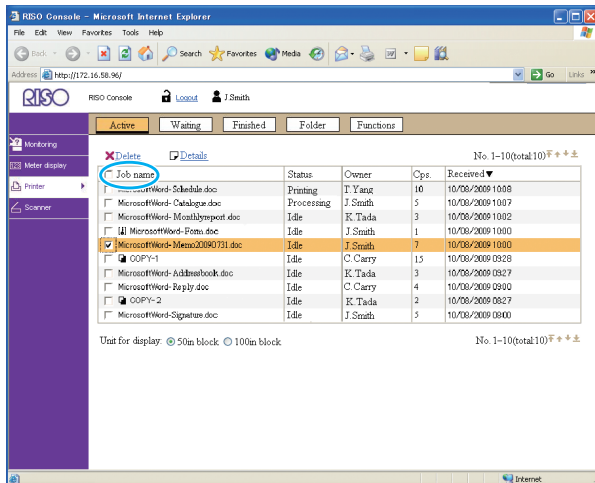 RISO Console - Microsoft Internet Explorer
File Edit View Favorites Tools Help
Back Search Favorites Media
Address http://172.16.58.96/ Go Links »
RISO RISO Console Logout J.Smith
Active Waiting Finished Folder Functions
Monitoring
Meter display
Printer
Scanner
Delete Details No. 1-10(total:10)
Job name Status Owner Cps. Received▼
MicrosoftWord- Schedule.doc Printing T. Yang 10 10/08/2009 10:08
MicrosoftWord- Catalogue.doc Processing J. Smith 5 10/08/2009 10:07
MicrosoftWord- Monthlyreport.doc Idle K.Tada 3 10/08/2009 10:02
MicrosoftWord-Form.doc Idle J.Smith 1 10/08/2009 10:00
MicrosoftWord-Memo20090731.doc Idle J.Smith 7 10/08/2009 10:00
COPY-1 Idle C.Carry 15 10/08/2009 09:28
MicrosoftWord-Addressbook.doc Idle K.Tada 3 10/08/2009 09:27
MicrosoftWord-Reply.doc Idle C.Carry 4 10/08/2009 09:00
COPY-2 Idle K.Tada 2 10/08/2009 08:27
MicrosoftWord-Signature.doc Idle J.Smith 5 10/08/2009 08:00
Unit for display: 50in block 100in block No. 1-10(total:10)
Internet